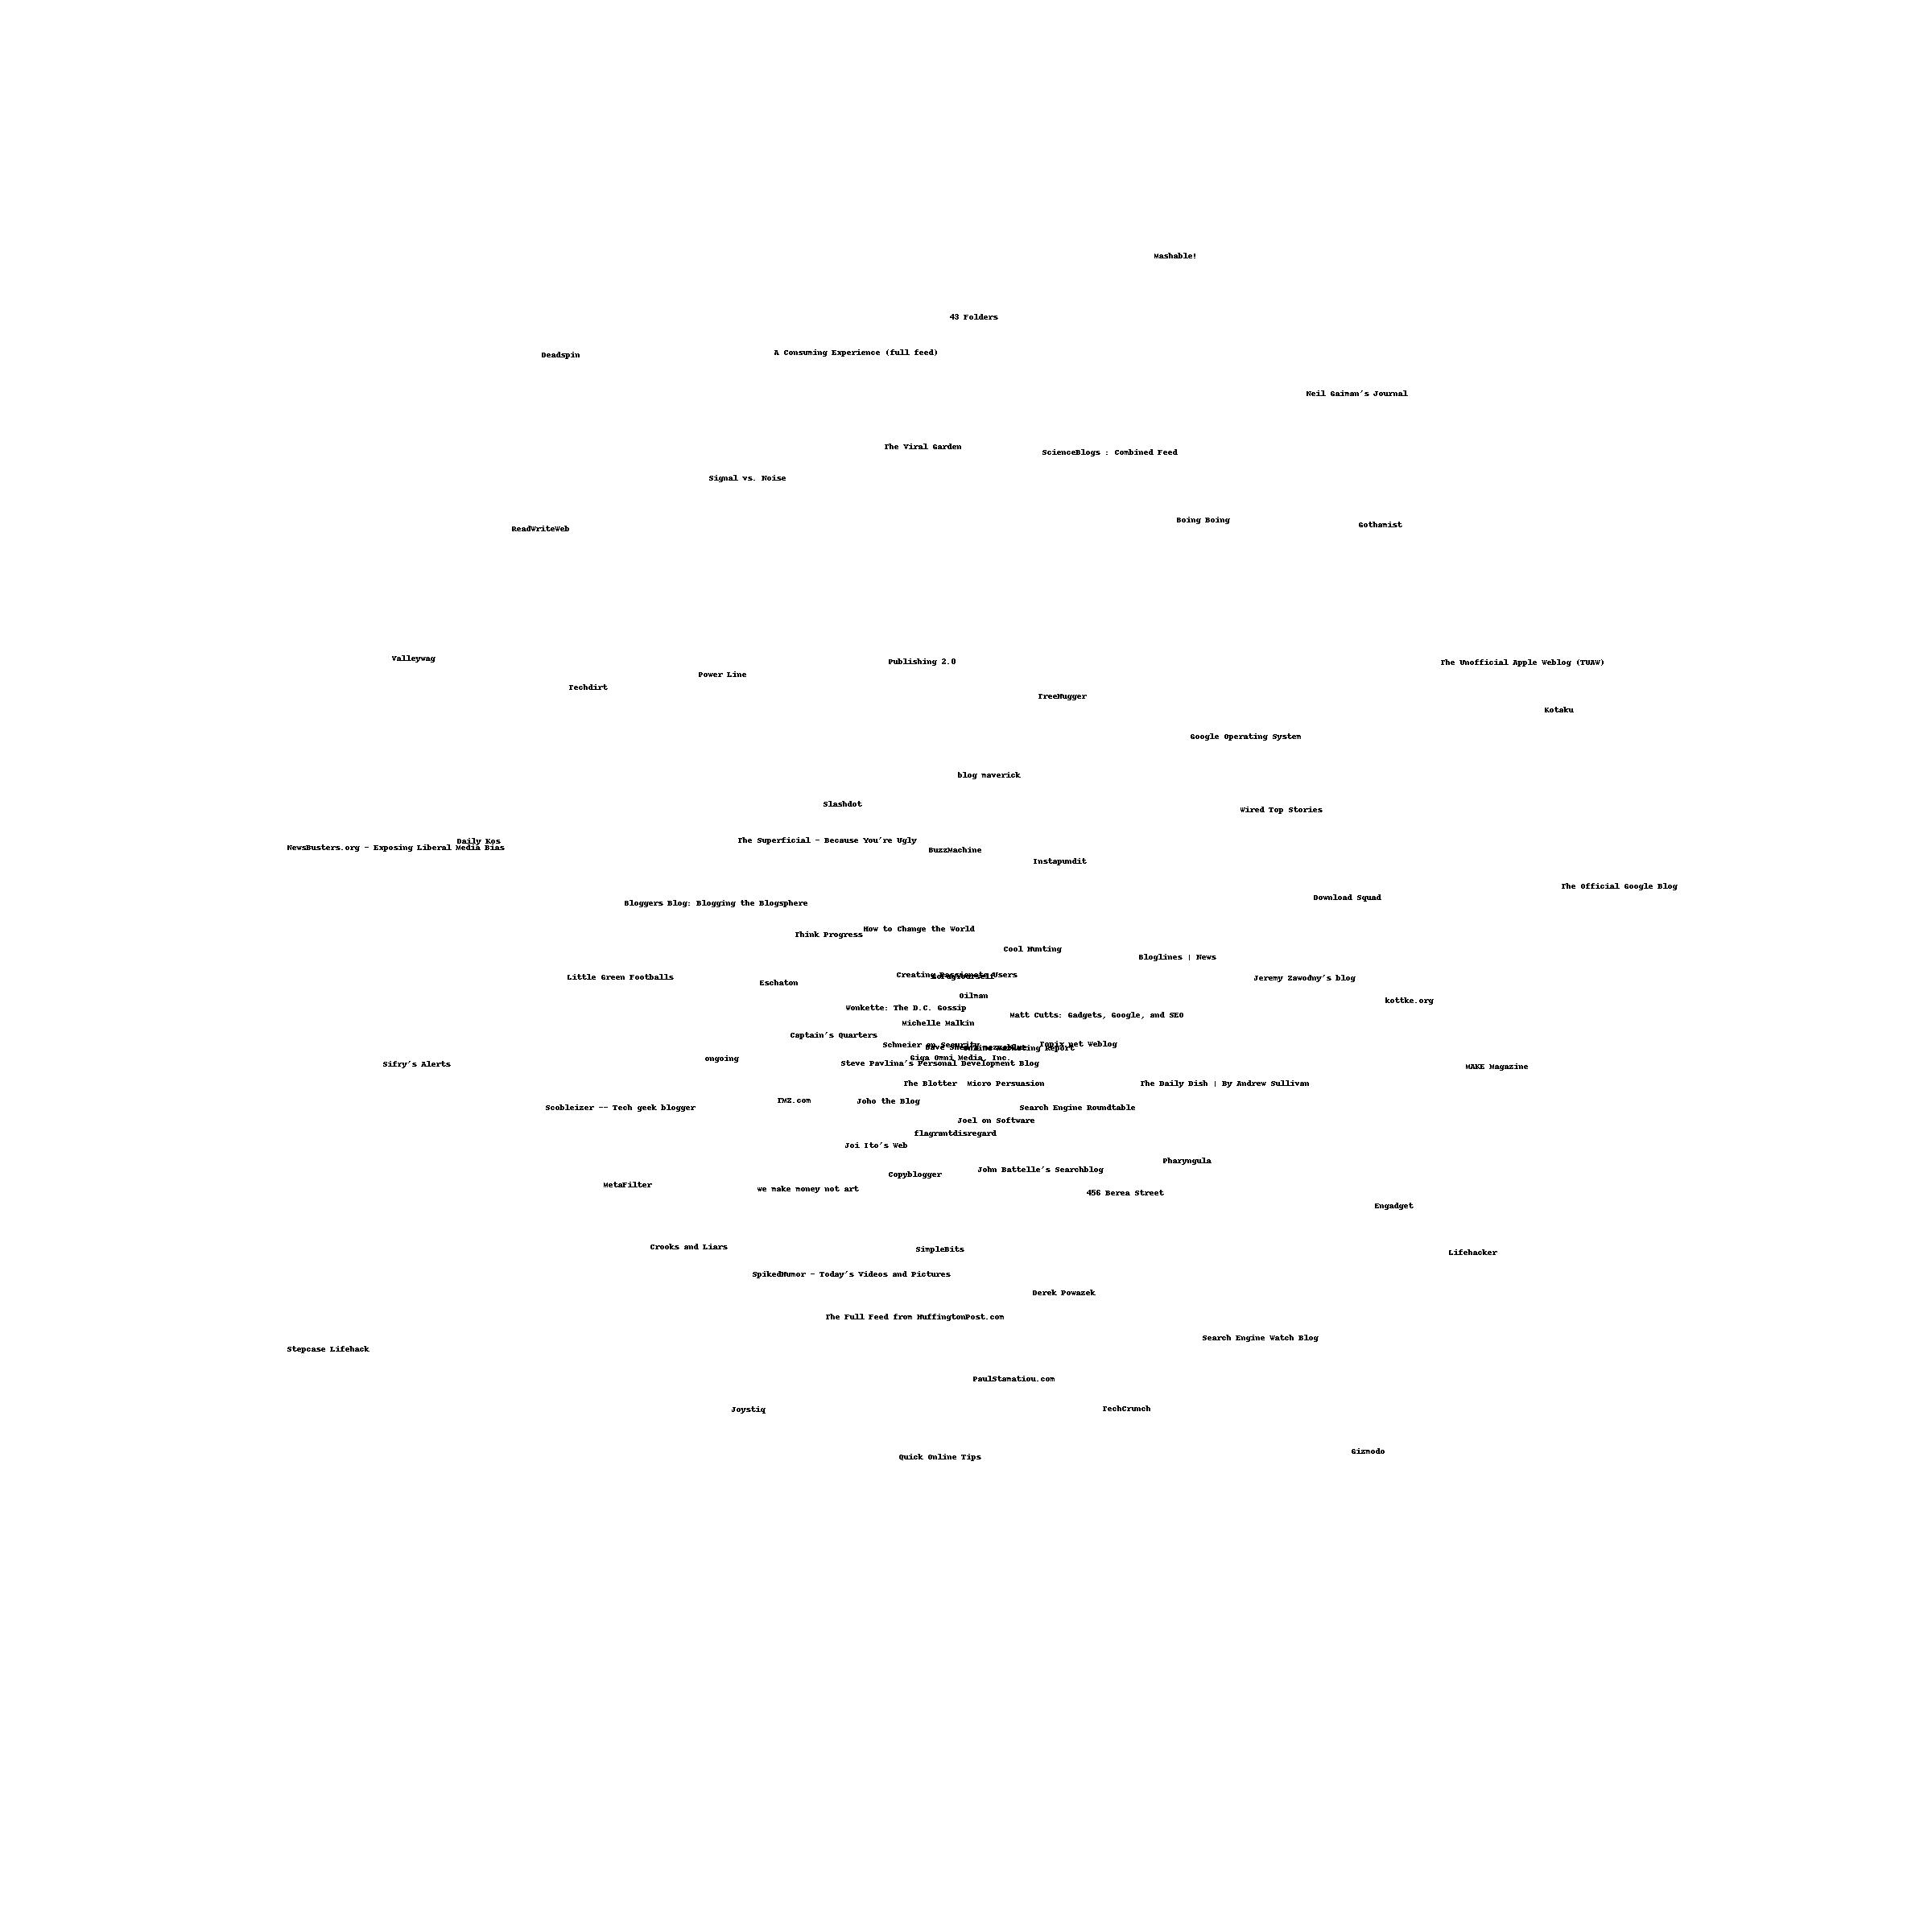 Mashable!
43 Folders
A Consuming Experience (full feed)
Deadspin
Neil Gaiman's Journal
The Viral Garden
ScienceBlogs : Combined Feed
Signal vs. Noise
Boing Boing
Gothamist
ReadWriteWeb
Valleywag
Publishing 2.0
The Unofficial Apple Weblog (TUAW)
Power Line
Techdirt
TreeHugger
Kotaku
Google Operating System
blog maverick
Slashdot
Wired Top Stories
Daily Kos
The Superficial - Because You're Ugly
NewsBusters.org - Exposing Liberal Media Bias
BuzzMachine
Instapundit
The Official Google Blog
Download Squad
Bloggers Blog: Blogging the Blogsphere
How to Change the World
Think Progress
Cool Hunting
Bloglines | News
Creating Passionate Users
Little Green Footballs
Jeremy Zawodny's blog
Eschaton
Oilman
kottke.org
Wonkette: The D.C. Gossip
Matt Cutts: Gadgets, Google, and SEO
Michelle Malkin
Captain's Quarters
Schneier on Security
Topix.net Weblog
Marketing Report
ongoing
Giga Omni Media, Inc.
Steve Pavlina's Personal Development Blog
Sifry's Alerts
MAKE Magazine
The Blotter
Micro Persuasion
The Daily Dish | By Andrew Sullivan
TMZ.com
Joho the Blog
Scobleizer -- Tech geek blogger
Search Engine Roundtable
Joel on Software
flagrantdisregard
Joi Ito's Web
Pharyngula
John Battelle's Searchblog
Copyblogger
MetaFilter
we make money not art
456 Berea Street
Engadget
Crooks and Liars
SimpleBits
Lifehacker
SpikedHumor - Today's Videos and Pictures
Derek Powazek
The Full Feed from HuffingtonPost.com
Search Engine Watch Blog
Stepcase Lifehack
PaulStamatiou.com
Joystiq
TechCrunch
Gizmodo
Quick Online Tips